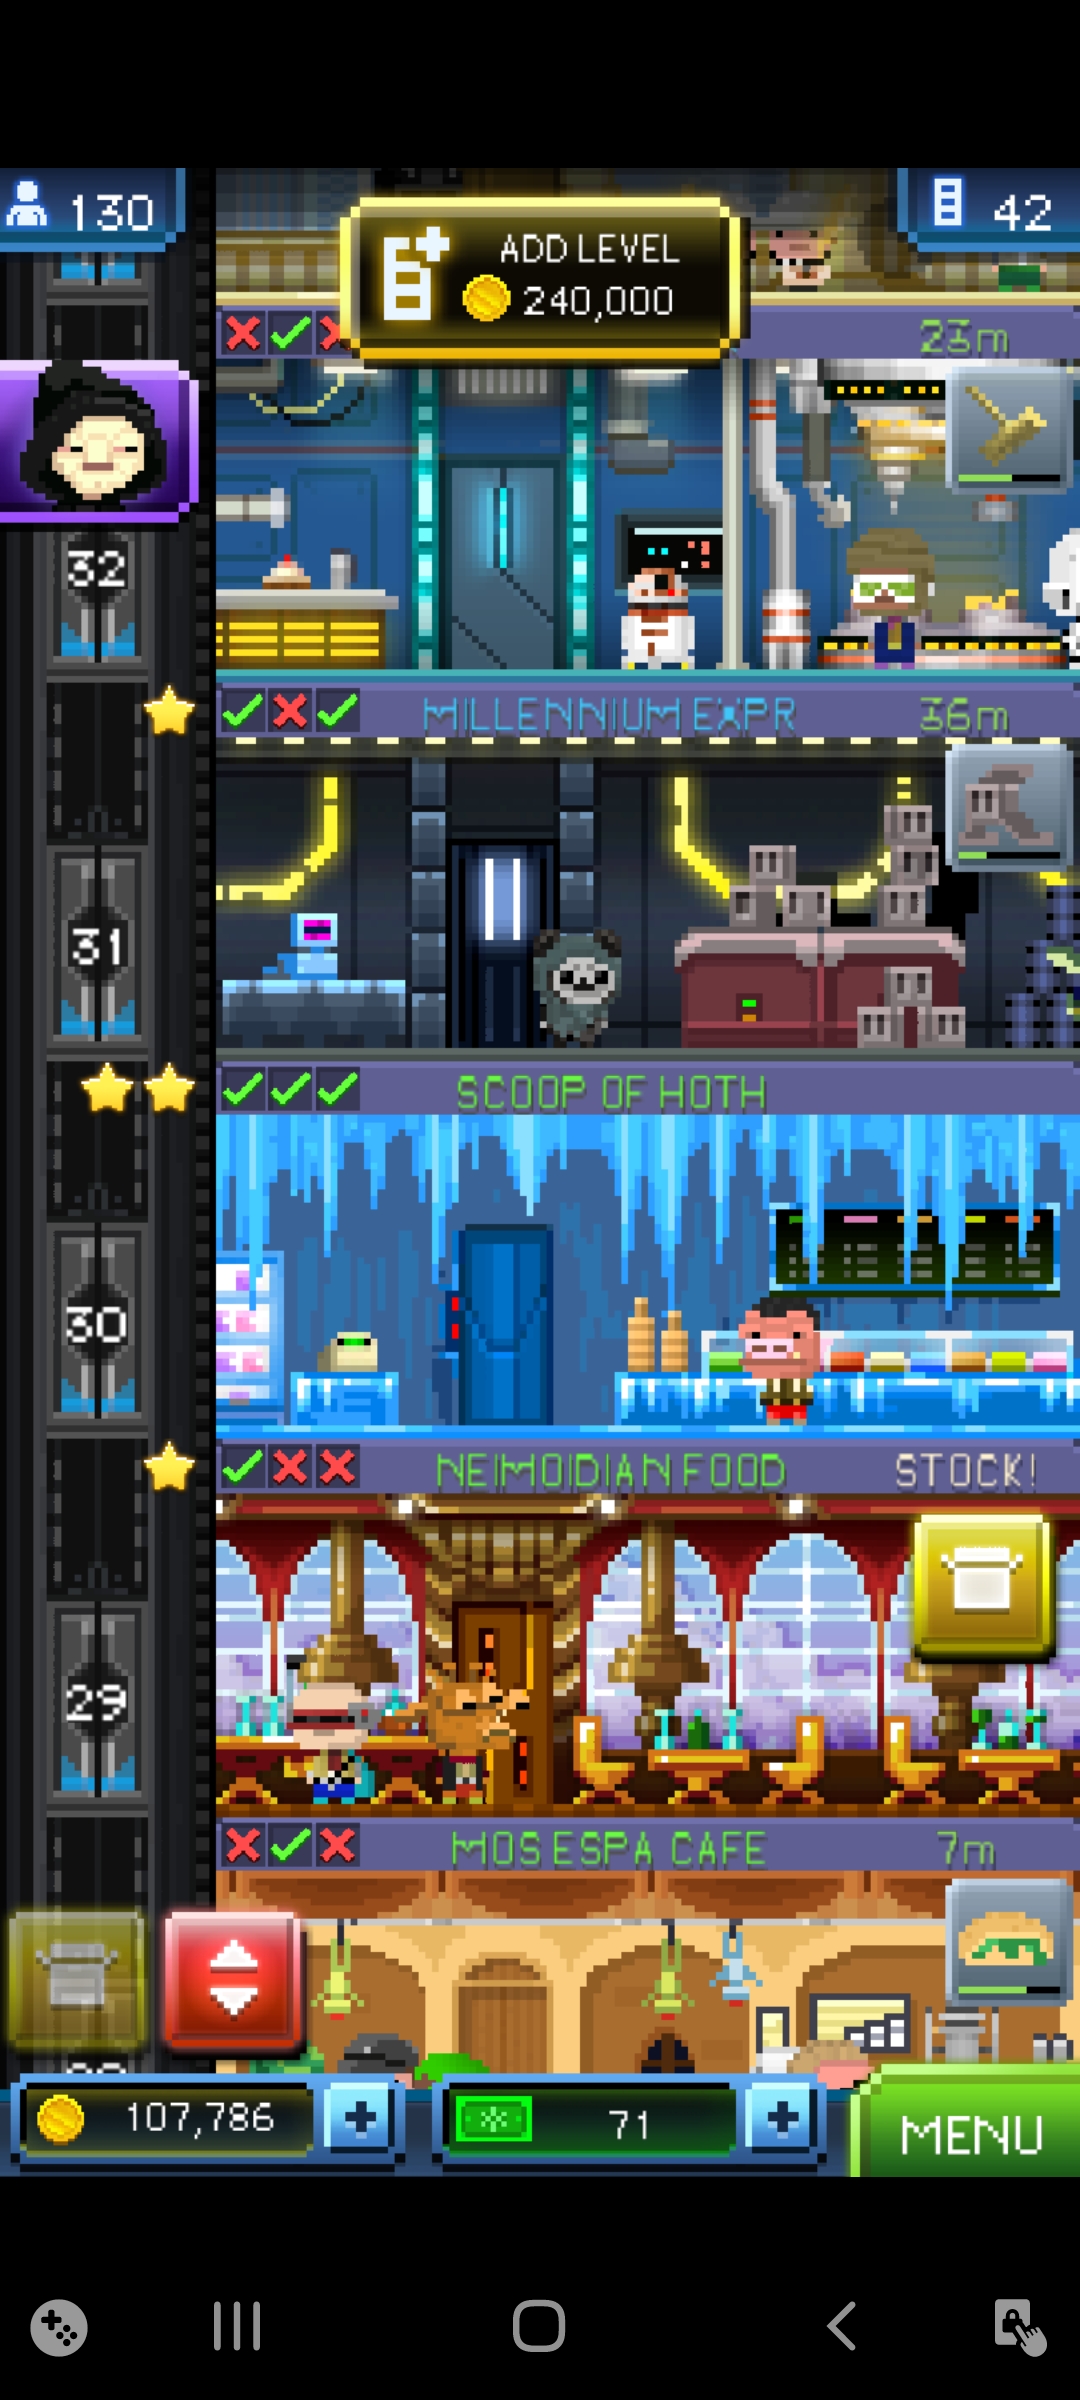 130
42
ADD LEVEL
240,000
23m
32
MILLENNIUM EXPR
36m
31
SCOOP OF HOTH
30
NEIMOIDIAN FOOD
STOCK!
29
MOS ESPA CAFE
7m
107,786
71
MENU